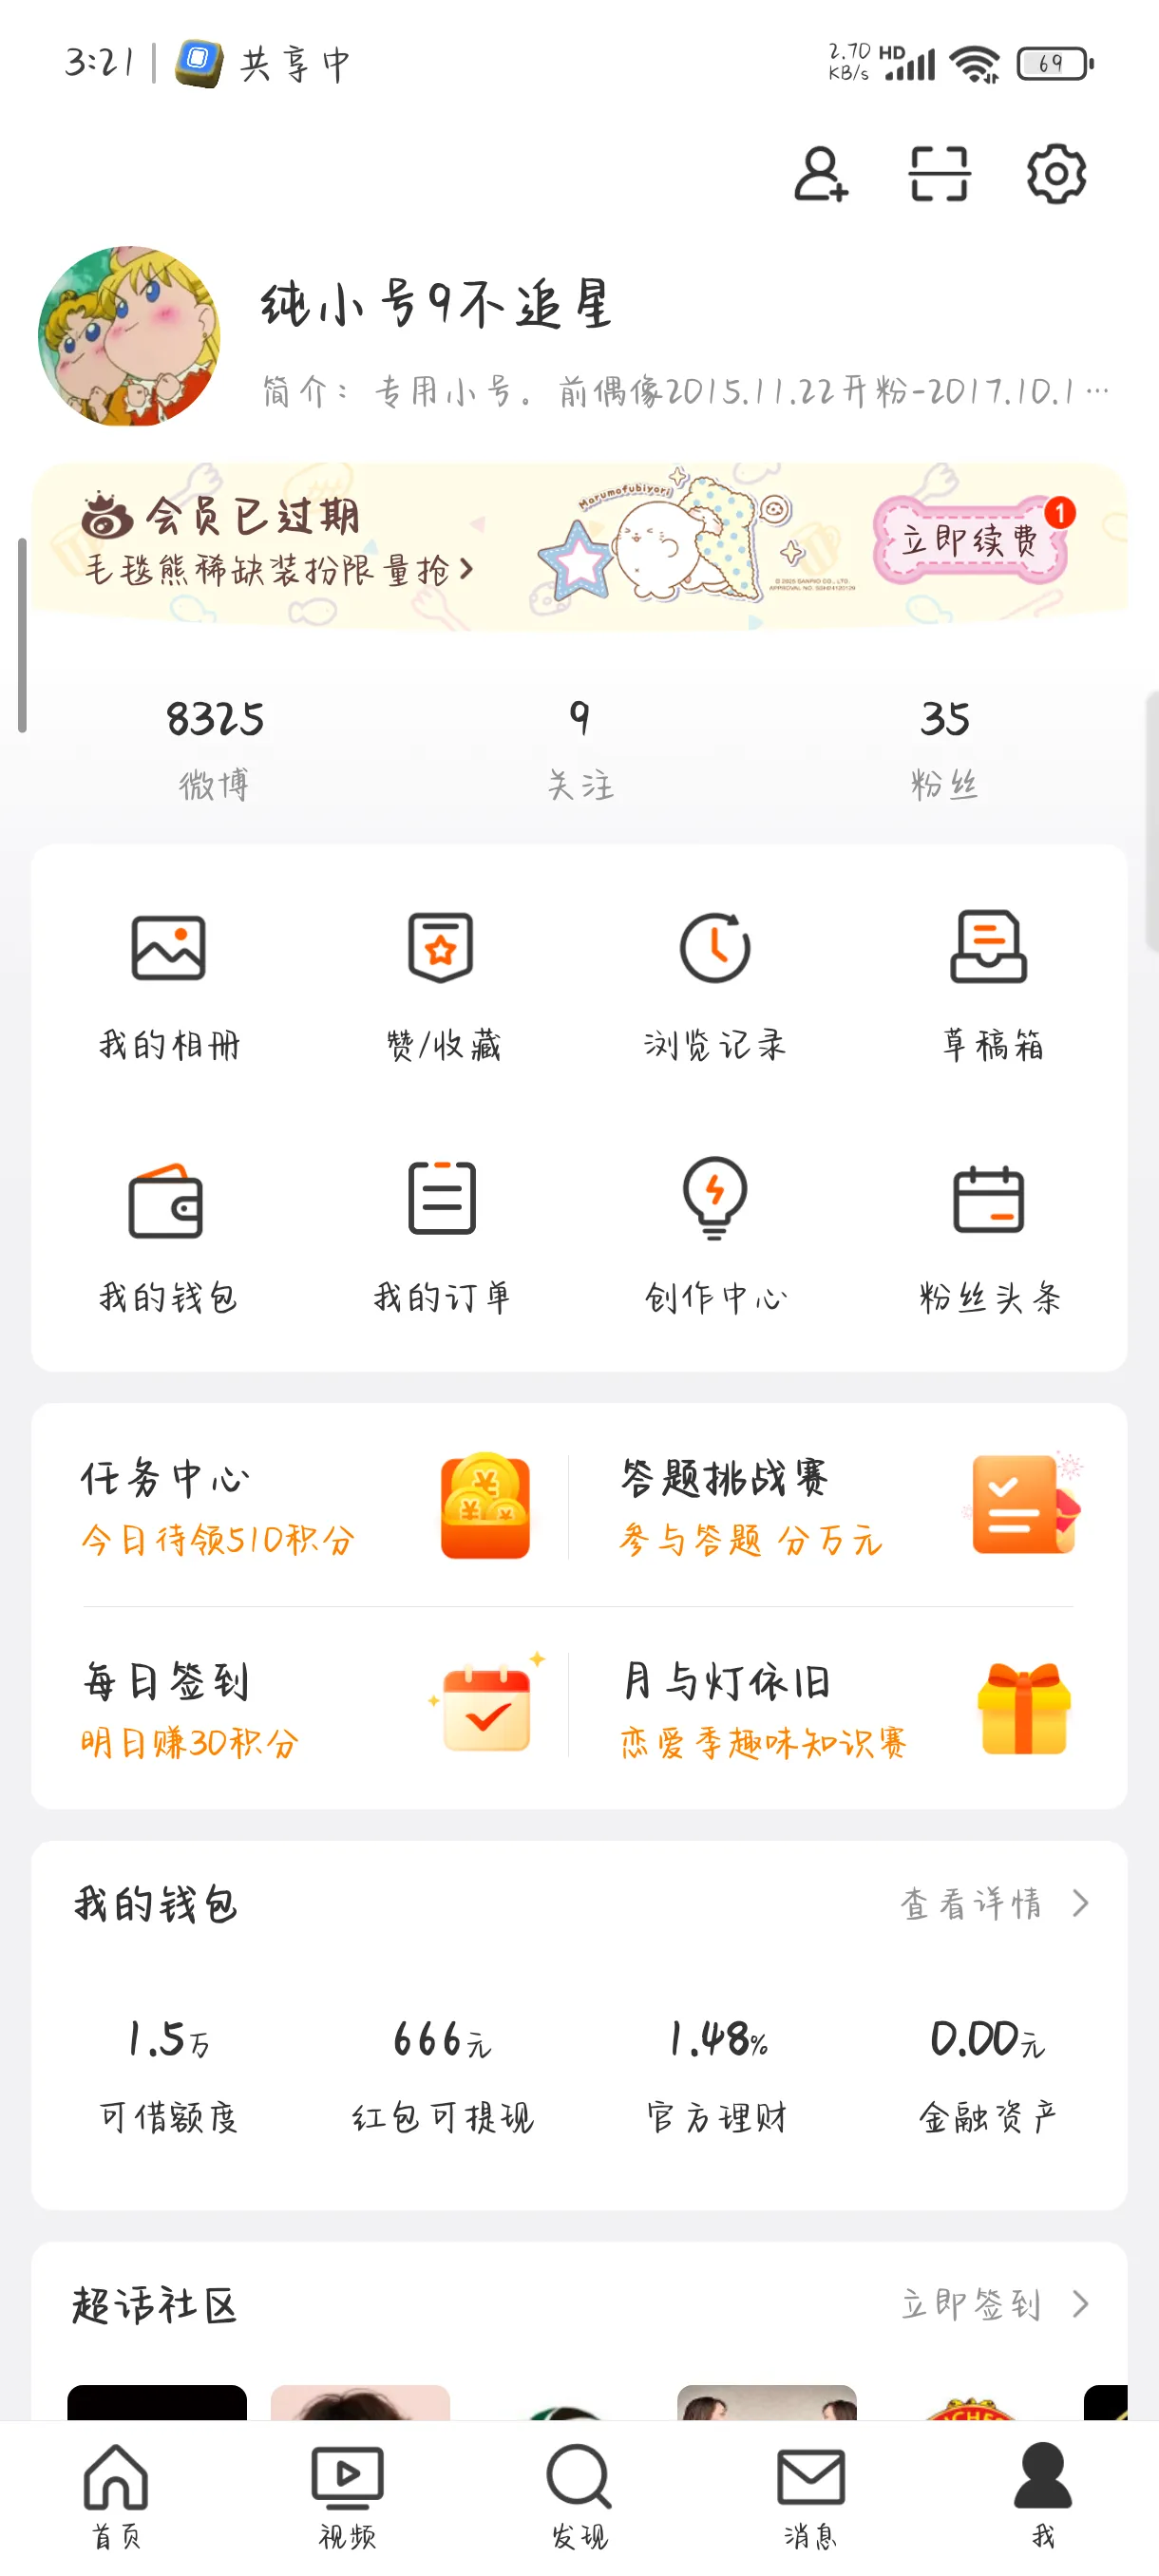 3:21 共享中
2.70 KB/s HD 69
纯小号9不追星
简介：专用小号。前偶像2015.11.22开粉-2017.10.1…
会员已过期
毛毯熊稀缺装扮限量抢
Marumofubiyori
立即续费 1
8325 9 35
微博 关注 粉丝
我的相册 赞/收藏 浏览记录 草稿箱
我的钱包 我的订单 创作中心 粉丝头条
任务中心 答题挑战赛
今日待领510积分 参与答题 分万元
每日签到 月与灯依旧
明日赚30积分 恋爱季趣味知识赛
我的钱包 查看详情
1.5万 666元 1.48% 0.00元
可借额度 红包可提现 官方理财 金融资产
超话社区 立即签到
首页 视频 发现 消息 我